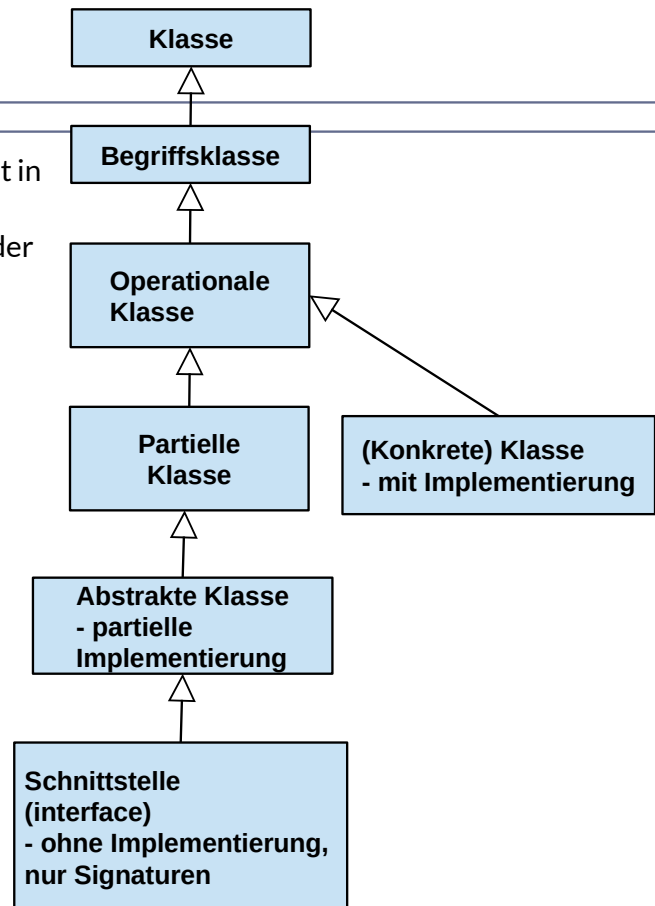 Klasse
Begriffsklasse
t in
der
Operationale
Klasse
Partielle
Klasse
(Konkrete) Klasse
- mit Implementierung
Abstrakte Klasse
- partielle
Implementierung
Schnittstelle
(interface)
- ohne Implementierung,
nur Signaturen